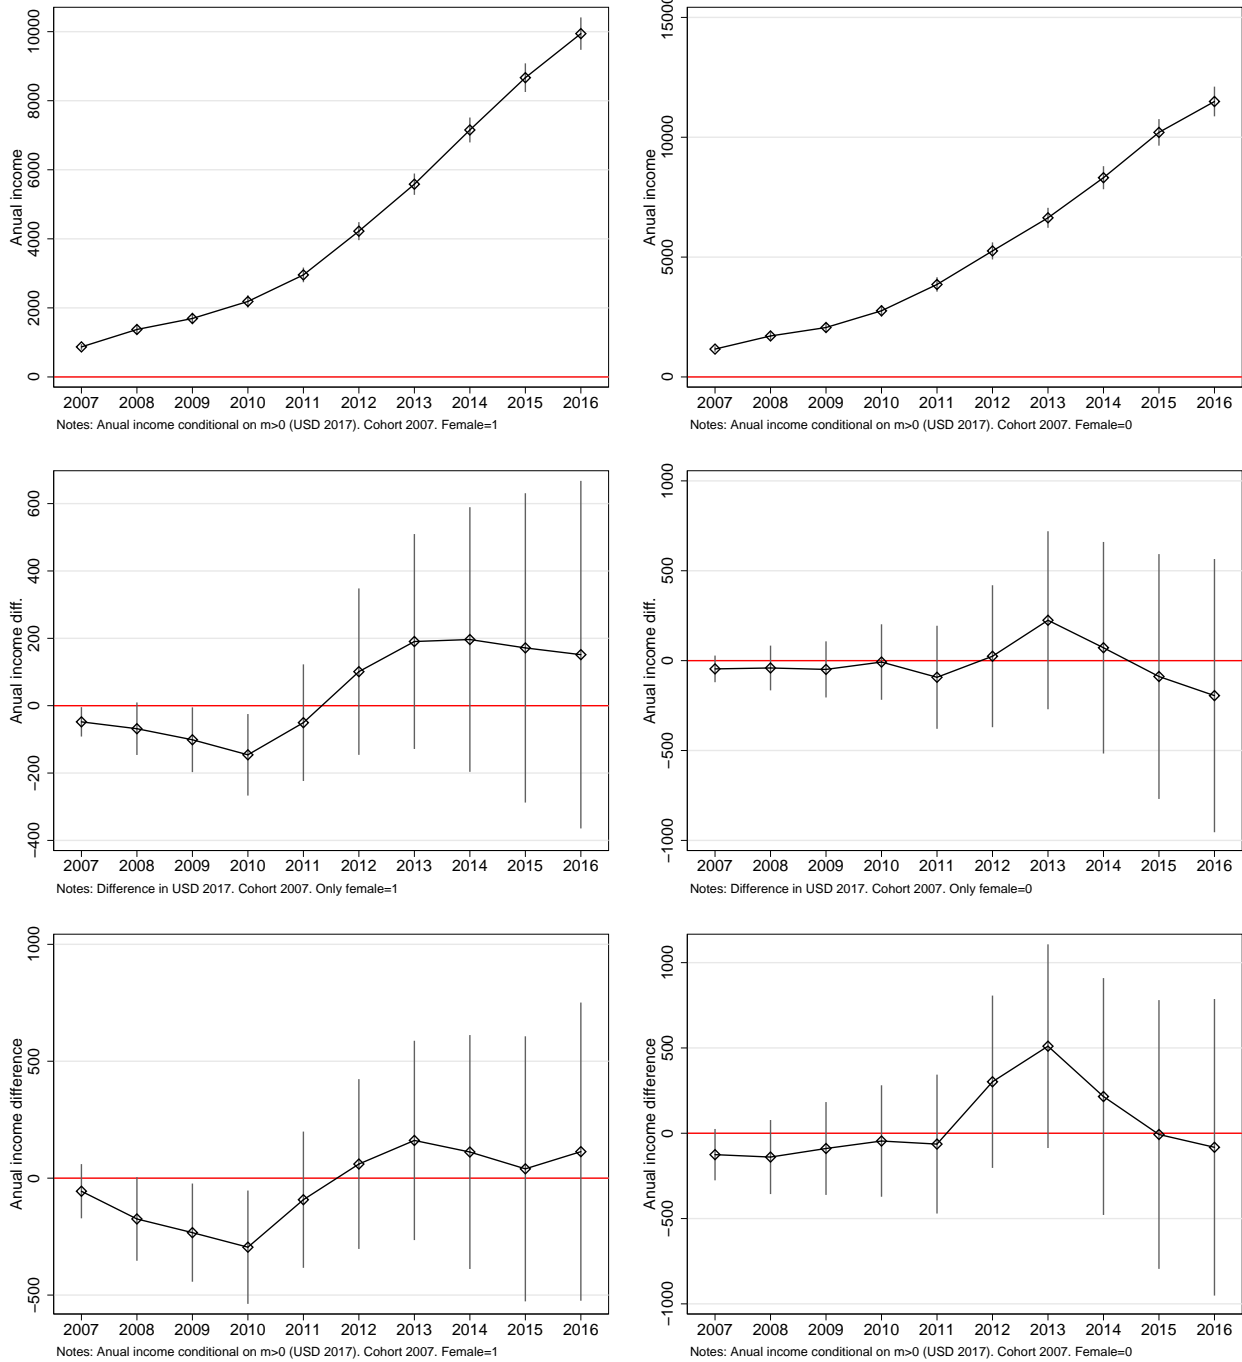 Anual income
0
2000
4000
6000
8000
10000
2007 2008 2009 2010 2011 2012 2013 2014 2015 2016
Notes: Anual income conditional on m>0 (USD 2017). Cohort 2007. Female=1
Anual income
0
5000
10000
15000
2007 2008 2009 2010 2011 2012 2013 2014 2015 2016
Notes: Anual income conditional on m>0 (USD 2017). Cohort 2007. Female=0
Anual income diff.
−400
−200
0
200
400
600
2007 2008 2009 2010 2011 2012 2013 2014 2015 2016
Notes: Difference in USD 2017. Cohort 2007. Only female=1
Anual income diff.
−1000
−500
0
500
1000
2007 2008 2009 2010 2011 2012 2013 2014 2015 2016
Notes: Difference in USD 2017. Cohort 2007. Only female=0
Anual income difference
−500
0
500
1000
2007 2008 2009 2010 2011 2012 2013 2014 2015 2016
Notes: Anual income conditional on m>0 (USD 2017). Cohort 2007. Female=1
Anual income difference
−1000
−500
0
500
1000
2007 2008 2009 2010 2011 2012 2013 2014 2015 2016
Notes: Anual income conditional on m>0 (USD 2017). Cohort 2007. Female=0